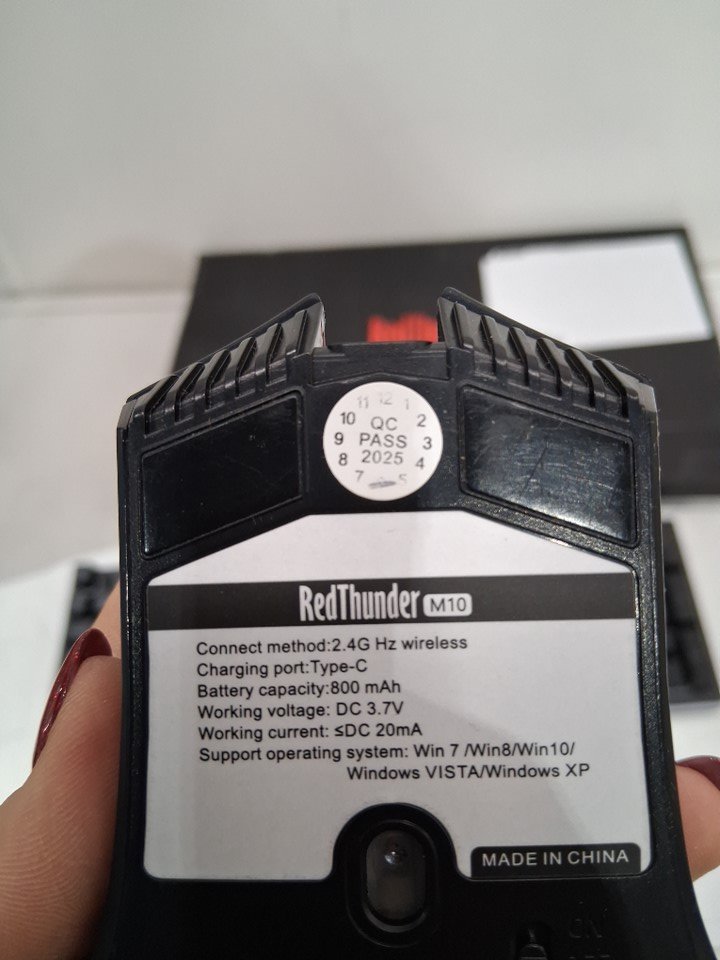 11 12 1
10 QC 2
9 PASS 3
8 2025 4
7 5
RedThunder M10
Connect method:2.4G Hz wireless
Charging port:Type-C
Battery capacity:800 mAh
Working voltage: DC 3.7V
Working current: ≤DC 20mA
Support operating system: Win 7 /Win8/Win10/
Windows VISTA/Windows XP
MADE IN CHINA
ON